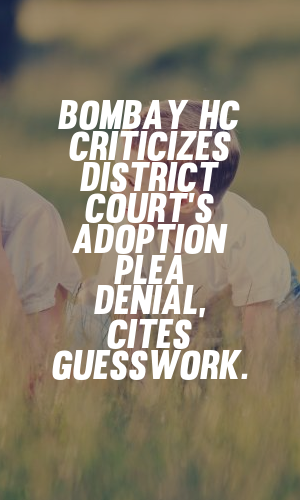 BOMBAY HC
CRITICIZES
DISTRICT
COURT'S
ADOPTION
PLEA
DENIAL,
CITES
GUESSWORK.